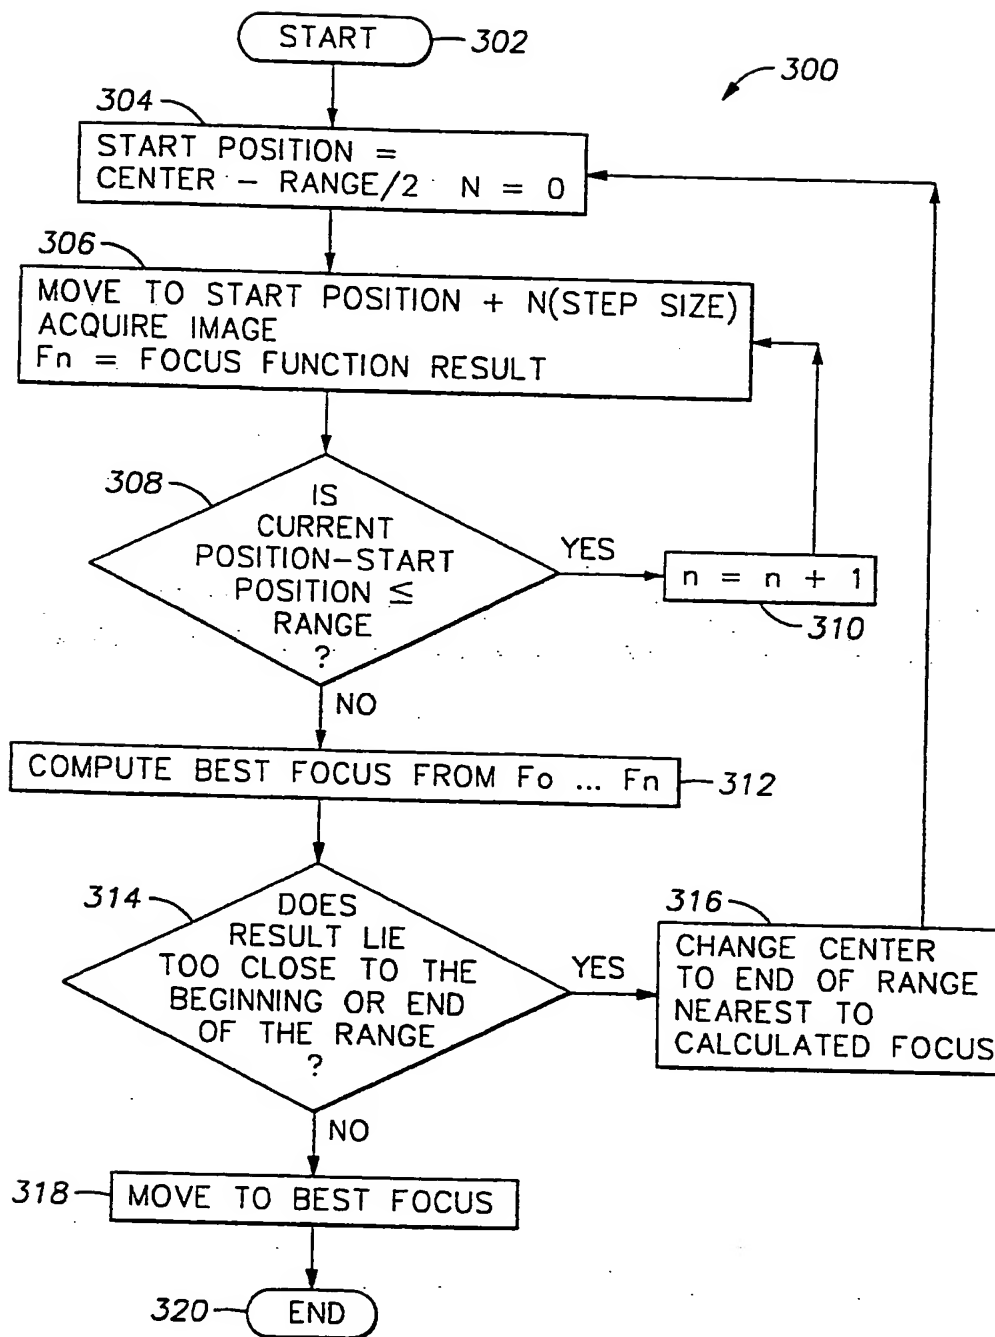 START
302
300
304
START POSITION =
CENTER - RANGE/2 N = 0
306
MOVE TO START POSITION + N(STEP SIZE)
ACQUIRE IMAGE
Fn = FOCUS FUNCTION RESULT
308
IS
CURRENT
POSITION-START
POSITION ≤
RANGE
?
YES
n = n + 1
310
NO
COMPUTE BEST FOCUS FROM Fo ... Fn
312
314
DOES
RESULT LIE
TOO CLOSE TO THE
BEGINNING OR END
OF THE RANGE
?
YES
316
CHANGE CENTER
TO END OF RANGE
NEAREST TO
CALCULATED FOCUS
NO
318
MOVE TO BEST FOCUS
320
END